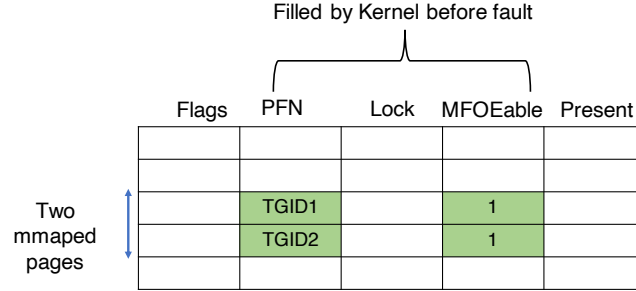 Filled by Kernel before fault
Flags PFN Lock MFOEable Present
TGID1 1
TGID2 1
Two
mmaped
pages